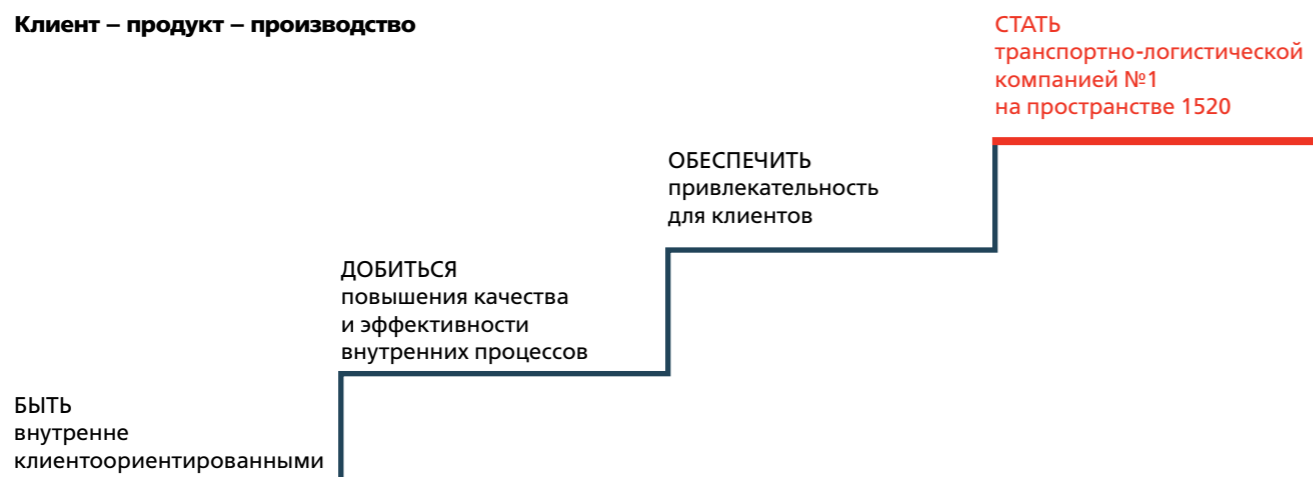 Клиент – продукт – производство
СТАТЬ
транспортно-логистической
компанией №1
на пространстве 1520
ОБЕСПЕЧИТЬ
привлекательность
для клиентов
ДОБИТЬСЯ
повышения качества
и эффективности
внутренних процессов
БЫТЬ
внутренне
клиентоориентированными